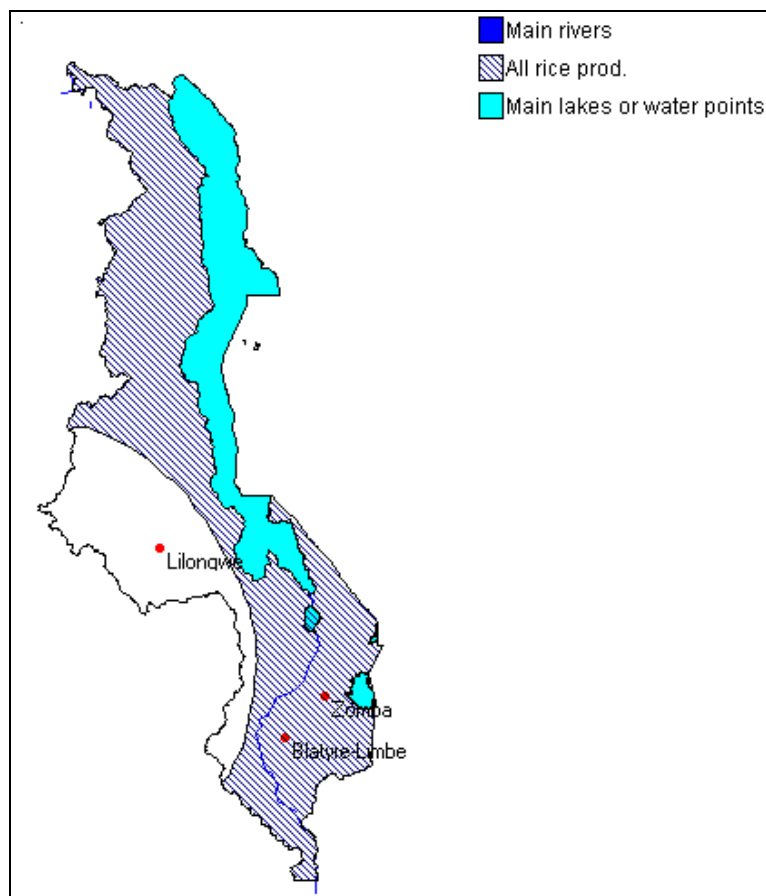 Main rivers
All rice prod.
Main lakes or water points
Lilongwe
Zomba
Blatyre-Limbe